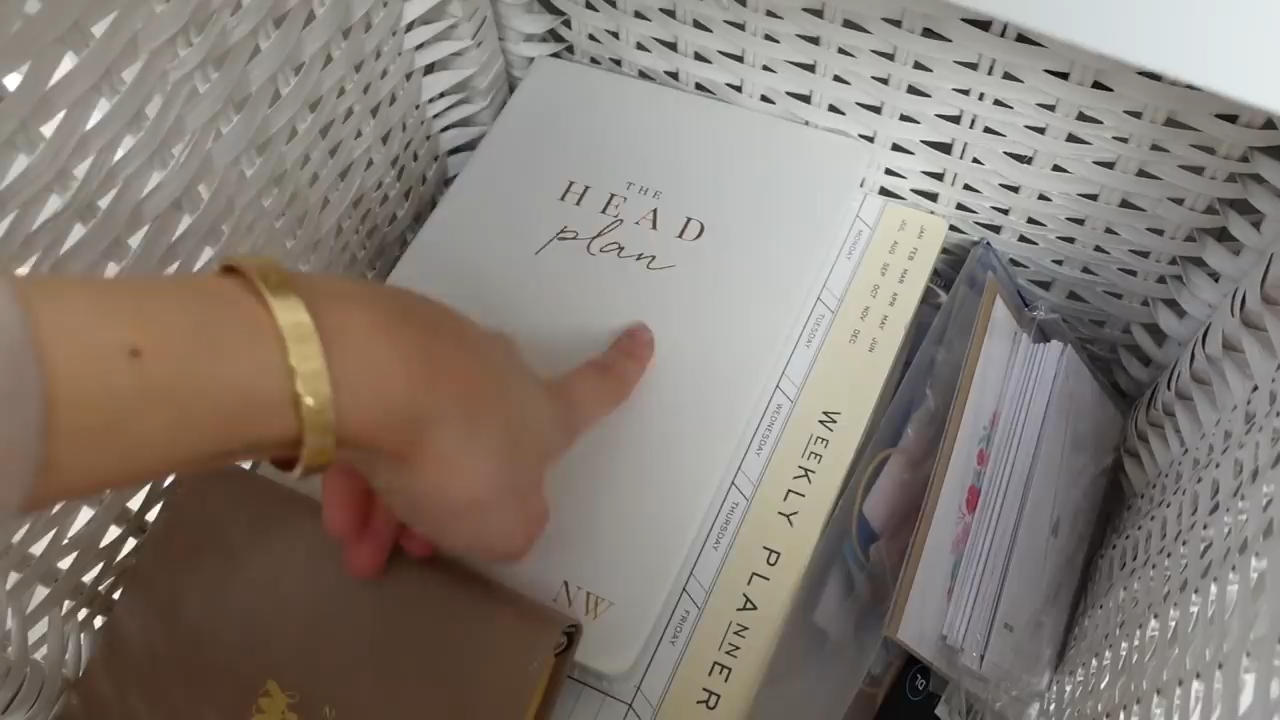 THE
HEAD
plan
NW
MONDAY
TUESDAY
WEDNESDAY
THURSDAY
FRIDAY
JAN FEB MAR APR MAY JUN
JUL AUG SEP OCT NOV DEC
WEEKLY PLANNER
DL